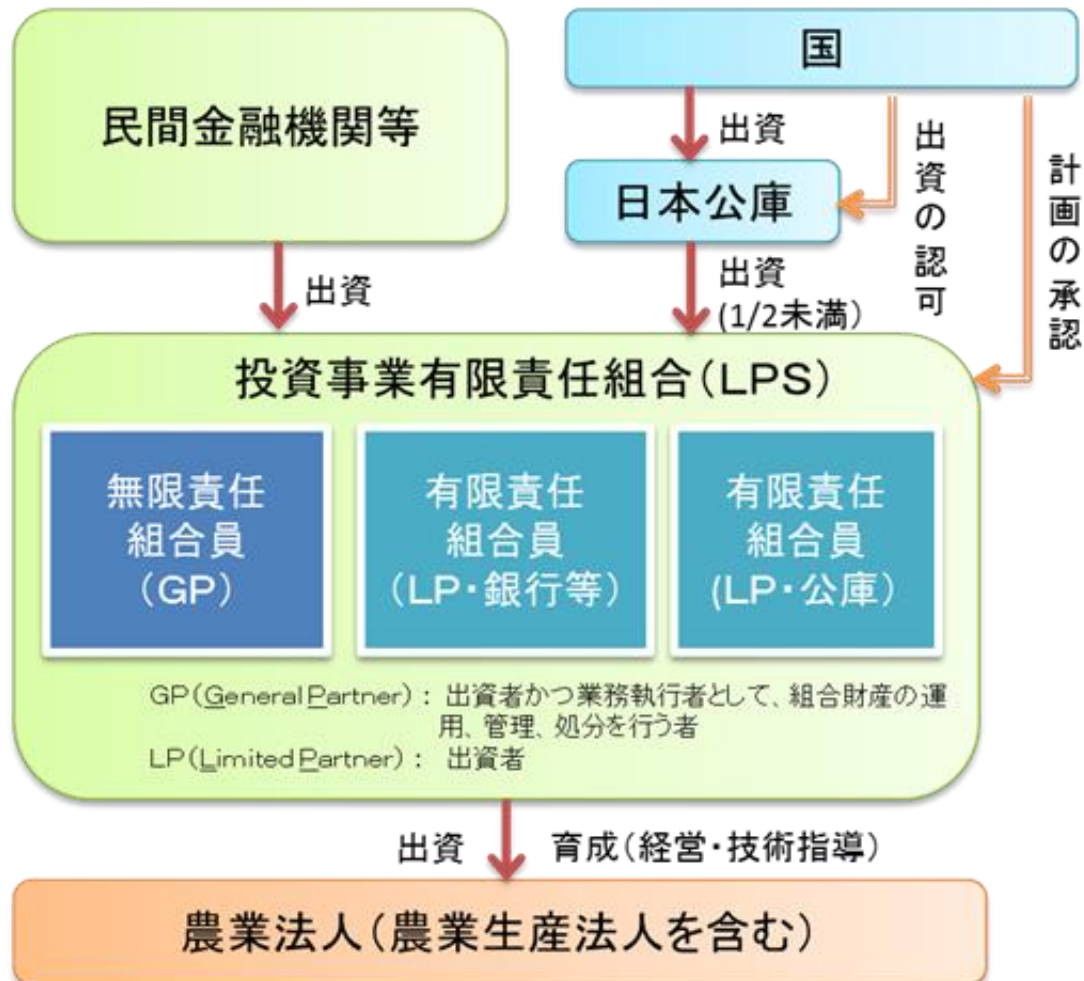 民間金融機関等
国
出資
日本公庫
出資の認可
計画の承認
出資
出資
(1/2未満）
投資事業有限責任組合（LPS）
無限責任
組合員
（GP）
有限責任
組合員
（LP・銀行等）
有限責任
組合員
(LP・公庫）
GP（General Partner）： 出資者かつ業務執行者として、組合財産の運
用、管理、処分を行う者
LP（Limited Partner）： 出資者
出資 育成（経営・技術指導）
農業法人（農業生産法人を含む）